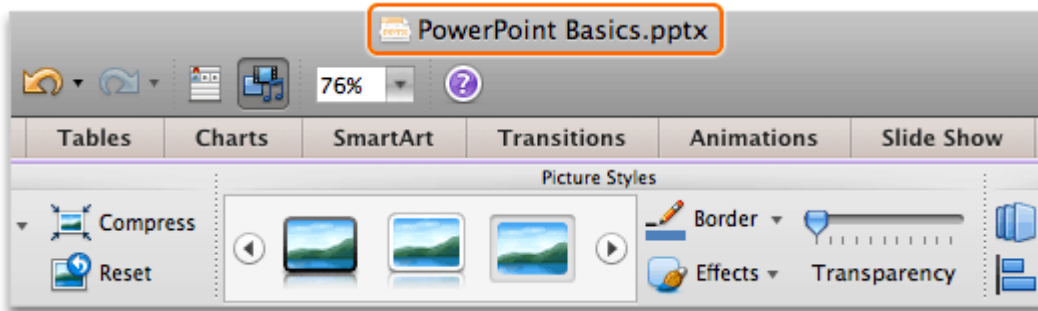 PowerPoint Basics.pptx
76%
Tables Charts SmartArt Transitions Animations Slide Show
Picture Styles
Compress Border
Reset Effects Transparency